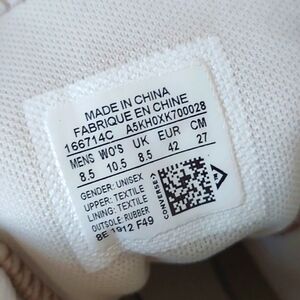 MADE IN CHINA
FABRIQUE EN CHINE
166714C A5KH0XK700028
MENS WO'S UK EUR CM
8.5 10.5 8.5 42 27
GENDER: UNISEX
UPPER: TEXTILE
LINING: TEXTILE
OUTSOLE: RUBBER
BE 1912 F49
CONVERSE